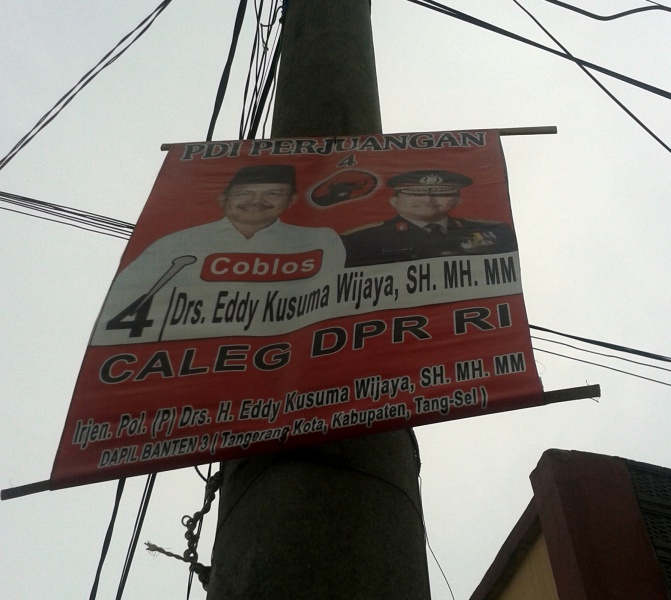 PDI PERJUANGAN
4
Coblos
4 Drs. Eddy Kusuma Wijaya, SH. MH. MM
CALEG DPR RI
Irjen. Pol. (P) Drs. H. Eddy Kusuma Wijaya, SH. MH. MM
DAPIL BANTEN 3 ( Tangerang Kota, Kabupaten, Tang-Sel )